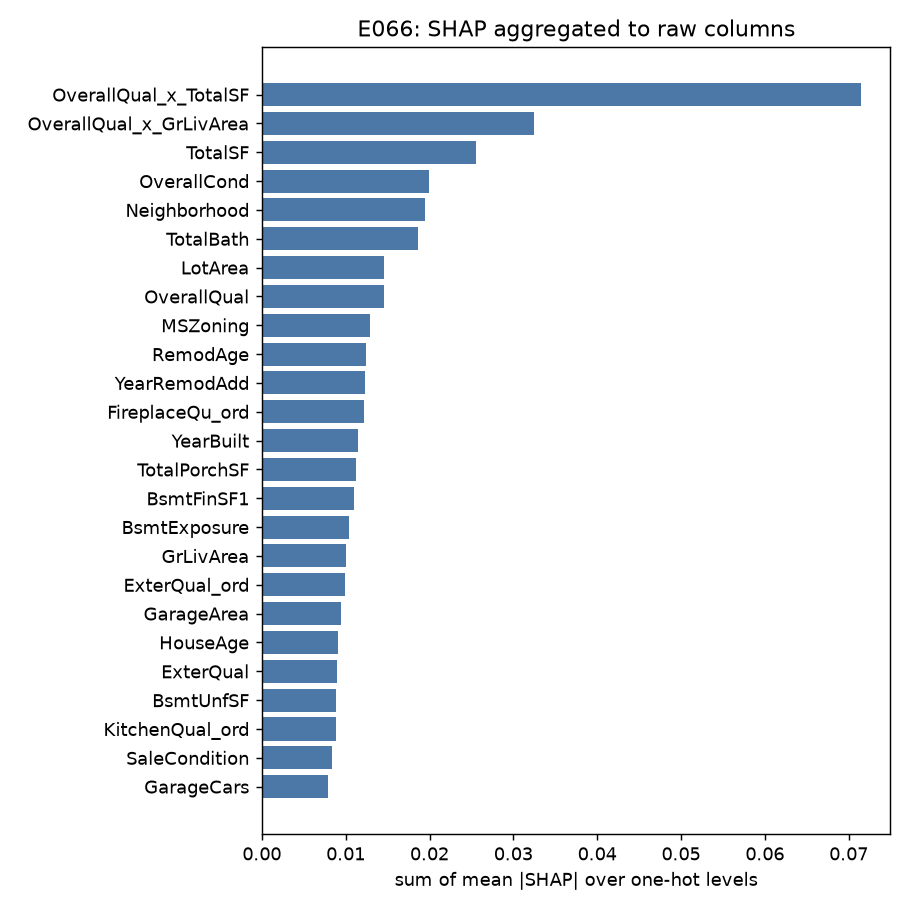 E066: SHAP aggregated to raw columns
OverallQual_x_TotalSF
OverallQual_x_GrLivArea
TotalSF
OverallCond
Neighborhood
TotalBath
LotArea
OverallQual
MSZoning
RemodAge
YearRemodAdd
FireplaceQu_ord
YearBuilt
TotalPorchSF
BsmtFinSF1
BsmtExposure
GrLivArea
ExterQual_ord
GarageArea
HouseAge
ExterQual
BsmtUnfSF
KitchenQual_ord
SaleCondition
GarageCars
0.00 0.01 0.02 0.03 0.04 0.05 0.06 0.07
sum of mean |SHAP| over one-hot levels